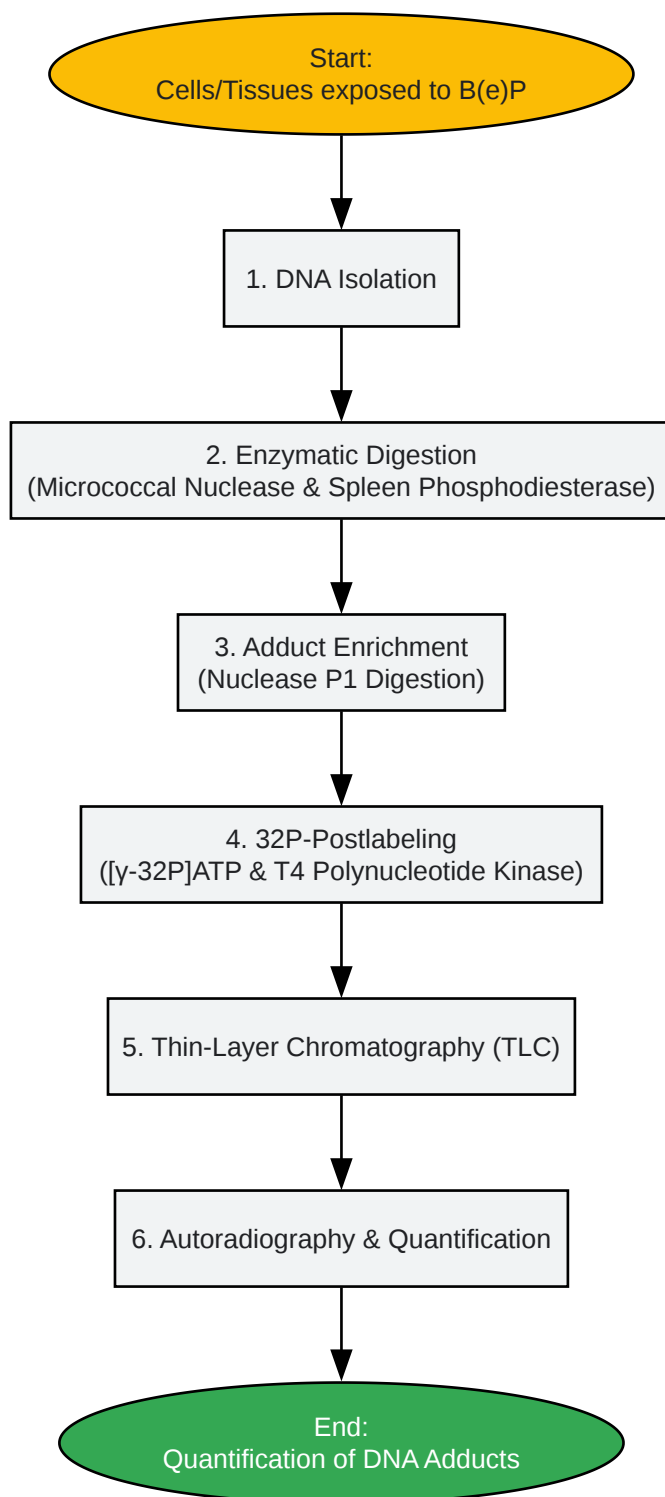 Start:
Cells/Tissues exposed to B(e)P
1. DNA Isolation
2. Enzymatic Digestion
(Micrococcal Nuclease & Spleen Phosphodiesterase)
3. Adduct Enrichment
(Nuclease P1 Digestion)
4. 32P-Postlabeling
([γ-32P]ATP & T4 Polynucleotide Kinase)
5. Thin-Layer Chromatography (TLC)
6. Autoradiography & Quantification
End:
Quantification of DNA Adducts